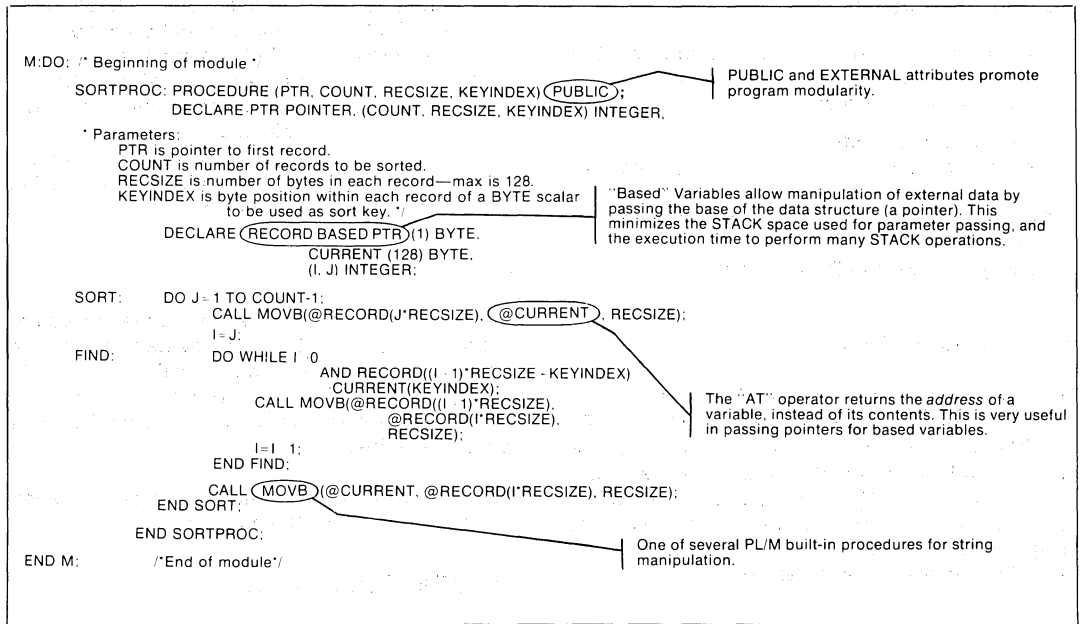 M:DO; /* Beginning of module */
SORTPROC: PROCEDURE (PTR, COUNT, RECSIZE, KEYINDEX) PUBLIC;
DECLARE PTR POINTER, (COUNT, RECSIZE, KEYINDEX) INTEGER,
PUBLIC and EXTERNAL attributes promote
program modularity.
* Parameters:
PTR is pointer to first record.
COUNT is number of records to be sorted.
RECSIZE is number of bytes in each record—max is 128.
KEYINDEX is byte position within each record of a BYTE scalar
to be used as sort key. */
DECLARE RECORD BASED PTR (1) BYTE,
CURRENT (128) BYTE,
(I, J) INTEGER;
"Based" Variables allow manipulation of external data by
passing the base of the data structure (a pointer). This
minimizes the STACK space used for parameter passing, and
the execution time to perform many STACK operations.
SORT: DO J = 1 TO COUNT-1;
CALL MOVB(@RECORD(J*RECSIZE), @CURRENT, RECSIZE);
I=J;
FIND: DO WHILE I 0
AND RECORD((I 1)*RECSIZE - KEYINDEX)
CURRENT(KEYINDEX);
CALL MOVB(@RECORD((I 1)*RECSIZE),
@RECORD(I*RECSIZE),
RECSIZE);
I=I 1;
END FIND;
The "AT" operator returns the address of a
variable, instead of its contents. This is very useful
in passing pointers for based variables.
CALL MOVB (@CURRENT, @RECORD(I*RECSIZE), RECSIZE);
END SORT;
END SORTPROC;
One of several PL/M built-in procedures for string
manipulation.
END M; /*End of module*/